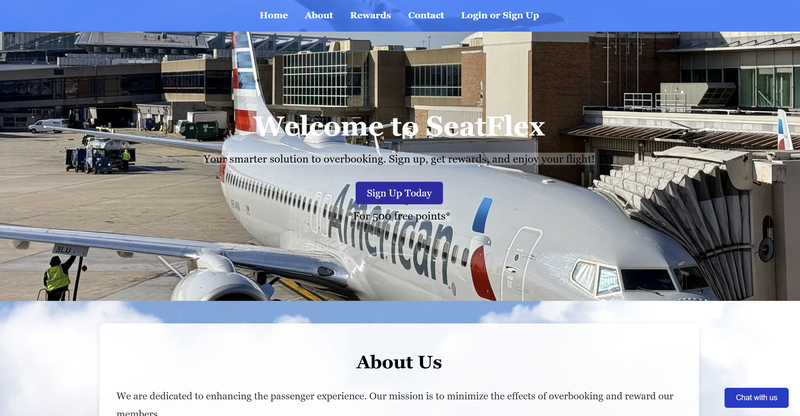 Home About Rewards Contact Login or Sign Up
Welcome to SeatFlex
Your smarter solution to overbooking. Sign up, get rewards, and enjoy your flight!
Sign Up Today
*For 500 free points*
American
3LU
About Us
We are dedicated to enhancing the passenger experience. Our mission is to minimize the effects of overbooking and reward our
members.
Chat with us